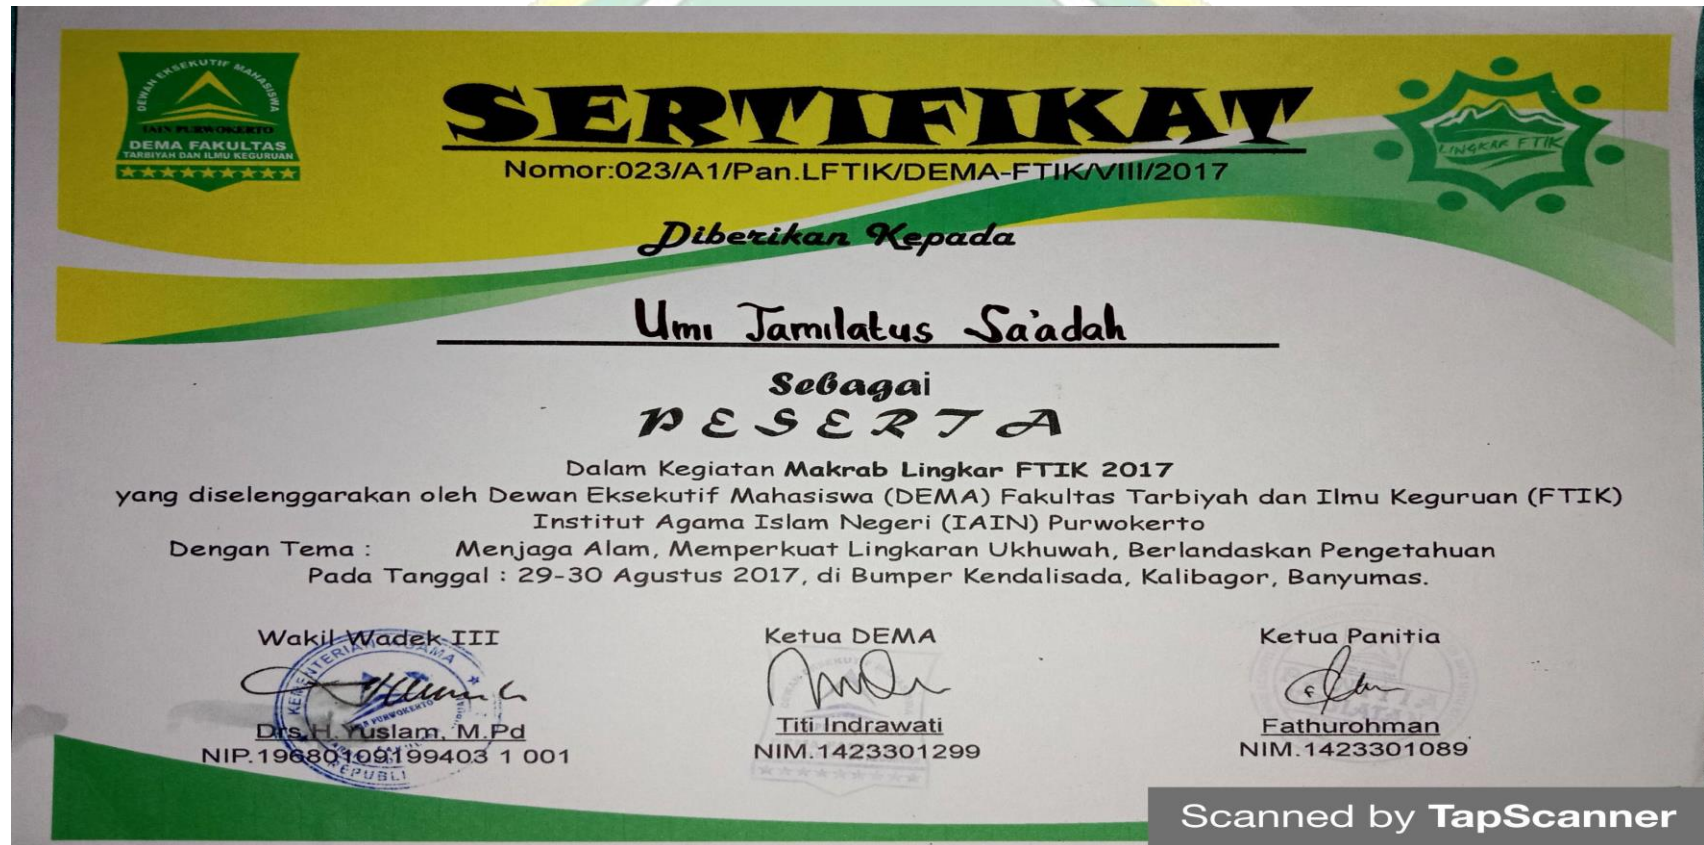 DEWAN EKSEKUTIF MAHASISWA
IAIN PURWOKERTO
DEMA FAKULTAS
TARBIYAH DAN ILMU KEGURUAN
SERTIFIKAT
LINGKAR FTIK
Nomor:023/A1/Pan.LFTIK/DEMA-FTIK/VIII/2017
Diberikan Kepada
Umi Jamilatus Sa'adah
Sebagai
PESERTA
Dalam Kegiatan Makrab Lingkar FTIK 2017
yang diselenggarakan oleh Dewan Eksekutif Mahasiswa (DEMA) Fakultas Tarbiyah dan Ilmu Keguruan (FTIK)
Institut Agama Islam Negeri (IAIN) Purwokerto
Dengan Tema : Menjaga Alam, Memperkuat Lingkaran Ukhuwah, Berlandaskan Pengetahuan
Pada Tanggal : 29-30 Agustus 2017, di Bumper Kendalisada, Kalibagor, Banyumas.
Wakil Wadek III Ketua DEMA Ketua Panitia
KEMENTERIAN AGAMA
IAIN PURWOKERTO
REPUBLI
Drs.H.Yuslam, M.Pd Titi Indrawati Fathurohman
NIP.19680109199403 1 001 NIM.1423301299 NIM.1423301089
Scanned by TapScanner